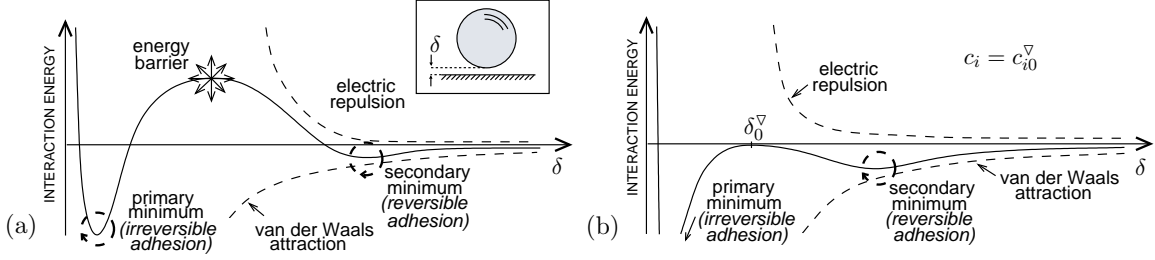 (a)
INTERACTION ENERGY
energy
barrier
δ
electric
repulsion
δ
primary
minimum
(irreversible
adhesion)
van der Waals
attraction
secondary
minimum
(reversible
adhesion)
(b)
INTERACTION ENERGY
electric
repulsion
c_i = c_{i0}^∇
δ_0^∇
δ
primary
minimum
(irreversible
adhesion)
secondary
minimum
(reversible
adhesion)
van der Waals
attraction